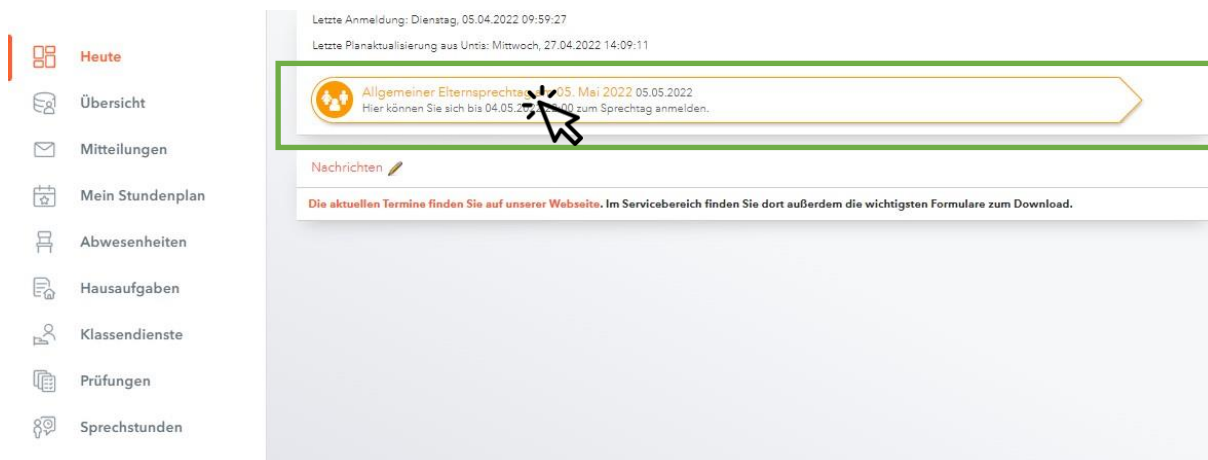 Letzte Anmeldung: Dienstag, 05.04.2022 09:59:27
Letzte Planaktualisierung aus Untis: Mittwoch, 27.04.2022 14:09:11
Heute
Allgemeiner Elternsprechtag 05. Mai 2022 05.05.2022
Hier können Sie sich bis 04.05. :00 zum Sprechtag anmelden.
Übersicht
Mitteilungen
Nachrichten
Mein Stundenplan
Die aktuellen Termine finden Sie auf unserer Webseite. Im Servicebereich finden Sie dort außerdem die wichtigsten Formulare zum Download.
Abwesenheiten
Hausaufgaben
Klassendienste
Prüfungen
Sprechstunden